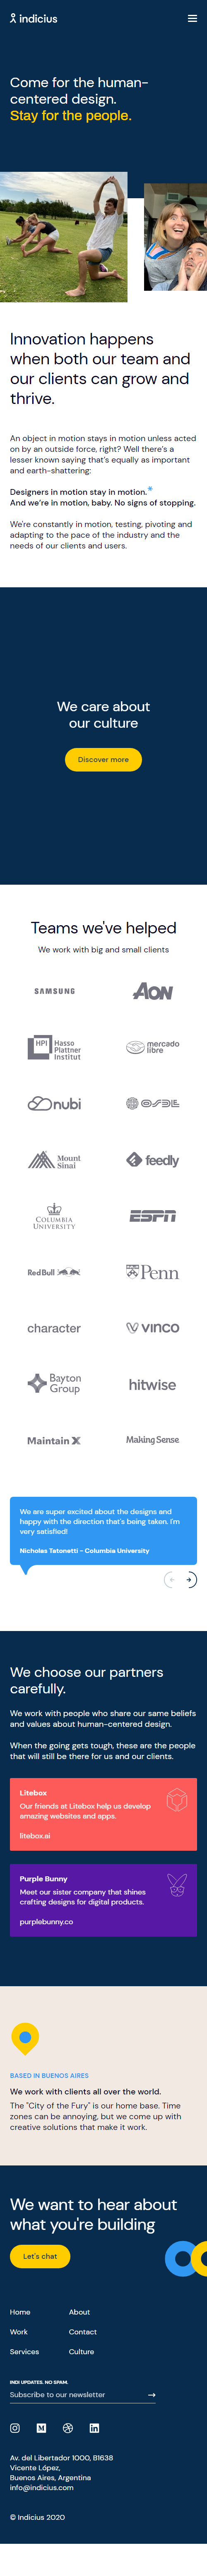 indicius
Come for the human-
centered design.
Stay for the people.
Innovation happens
when both our team and
our clients can grow and
thrive.
An object in motion stays in motion unless acted
on by an outside force, right? Well there's a
lesser known saying that's equally as important
and earth-shattering:
Designers in motion stay in motion.
And we're in motion, baby. No signs of stopping.
We're constantly in motion, testing, pivoting and
adapting to the pace of the industry and the
needs of our clients and users.
We care about
our culture
Discover more
Teams we've helped
We work with big and small clients
SAMSUNG
AON
HPI Hasso
Plattner
Institut
mercado
libre
nubi
OSDE
Mount
Sinai
feedly
COLUMBIA
UNIVERSITY
ESPN
Red Bull
Penn
character
VINCO
Bayton
Group
hitwise
MaintainX
Making Sense
We are super excited about the designs and
happy with the direction that's being taken. I'm
very satisfied!
Nicholas Tatonetti - Columbia University
We choose our partners
carefully.
We work with people who share our same beliefs
and values about human-centered design.
When the going gets tough, these are the people
that will still be there for us and our clients.
Litebox
Our friends at Litebox help us develop
amazing websites and apps.
litebox.ai
Purple Bunny
Meet our sister company that shines
crafting designs for digital products.
purplebunny.co
BASED IN BUENOS AIRES
We work with clients all over the world.
The "City of the Fury" is our home base. Time
zones can be annoying, but we come up with
creative solutions that make it work.
We want to hear about
what you're building
Let's chat
Home About
Work Contact
Services Culture
INDI UPDATES. NO SPAM.
Subscribe to our newsletter
Av. del Libertador 1000, B1638
Vicente López,
Buenos Aires, Argentina
info@indicius.com
© Indicius 2020